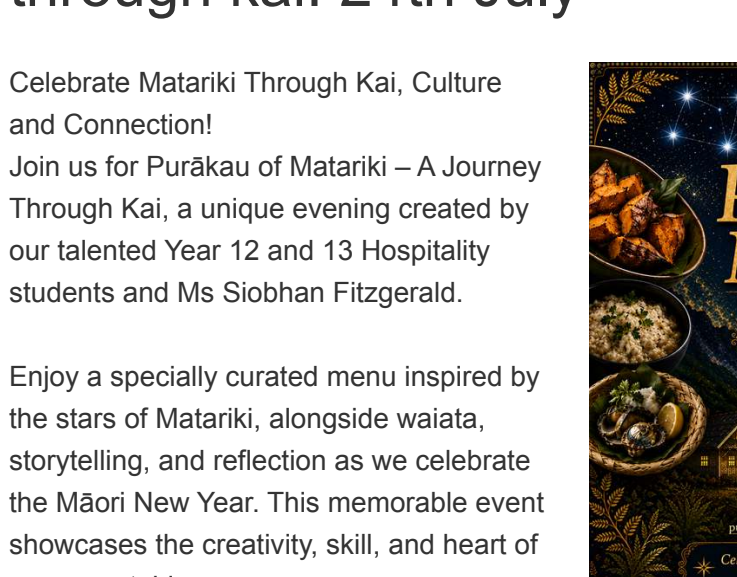 through kai. 24th July
Celebrate Matariki Through Kai, Culture
and Connection!
Join us for Purākau of Matariki – A Journey
Through Kai, a unique evening created by
our talented Year 12 and 13 Hospitality
students and Ms Siobhan Fitzgerald.
Enjoy a specially curated menu inspired by
the stars of Matariki, alongside waiata,
storytelling, and reflection as we celebrate
the Māori New Year. This memorable event
showcases the creativity, skill, and heart of